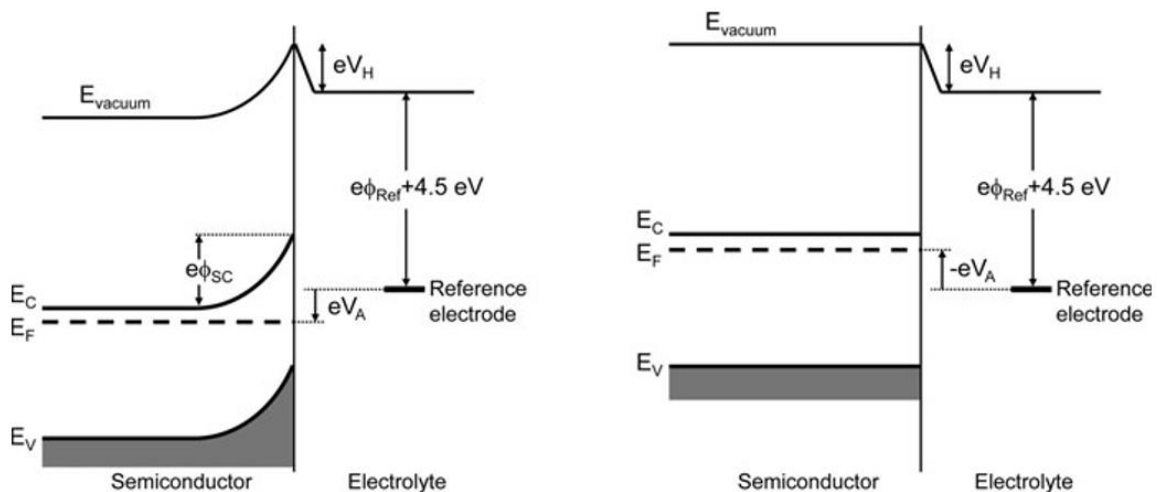 E_vacuum
eV_H
E_vacuum
eϕ_Ref+4.5 eV
eϕ_SC
E_C
E_F
Reference
electrode
eV_A
E_V
Semiconductor
Electrolyte
E_vacuum
eV_H
eϕ_Ref+4.5 eV
E_C
E_F
-eV_A
Reference
electrode
E_V
Semiconductor
Electrolyte